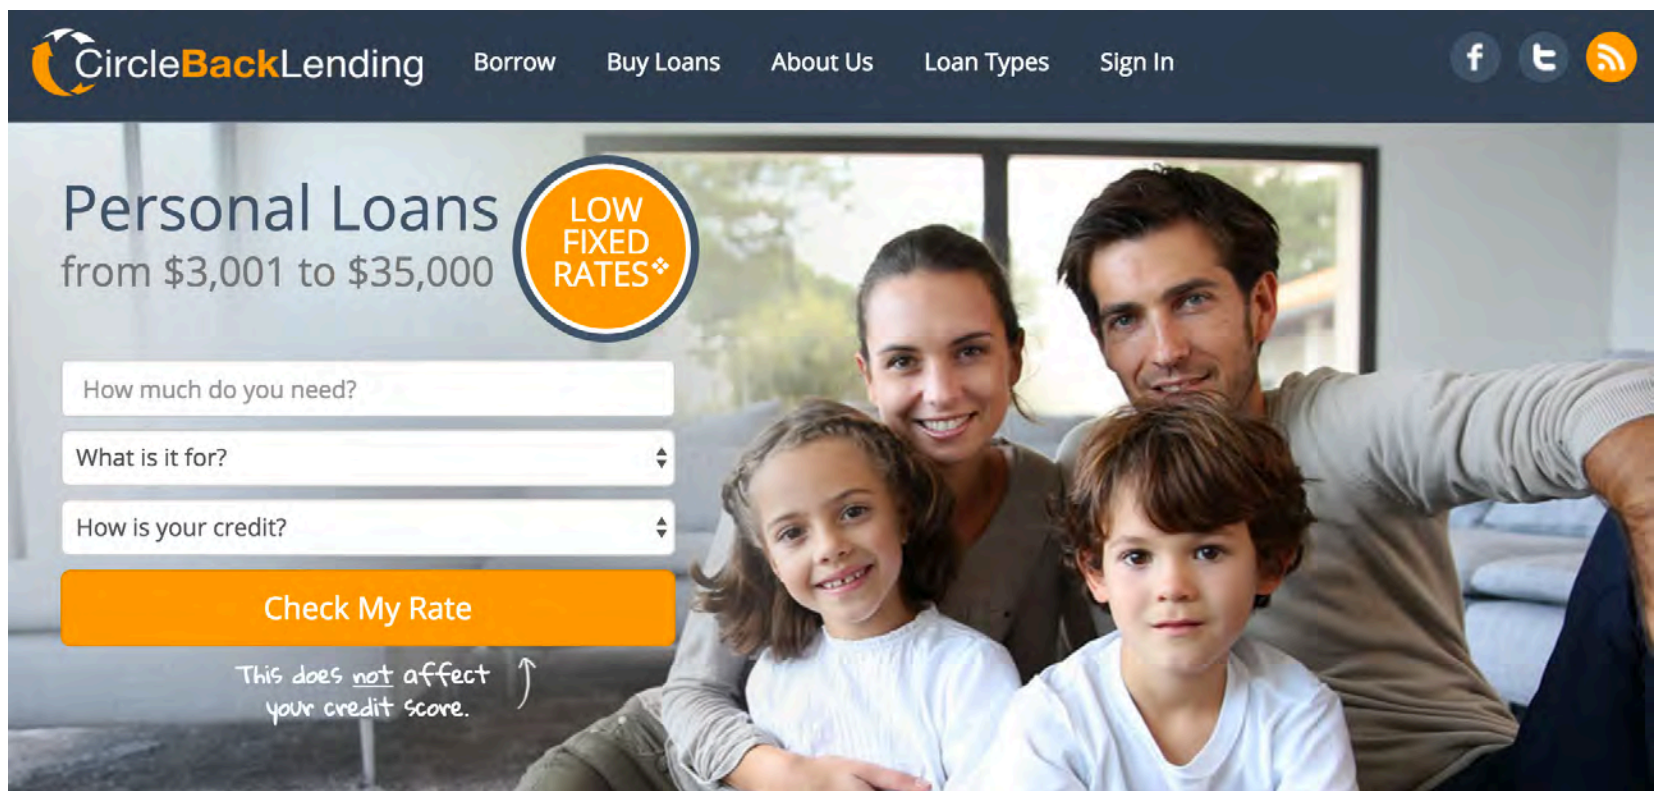 CircleBackLending
Borrow
Buy Loans
About Us
Loan Types
Sign In
Personal Loans
from $3,001 to $35,000
LOW
FIXED
RATES
How much do you need?
What is it for?
How is your credit?
Check My Rate
This does not affect
your credit score.